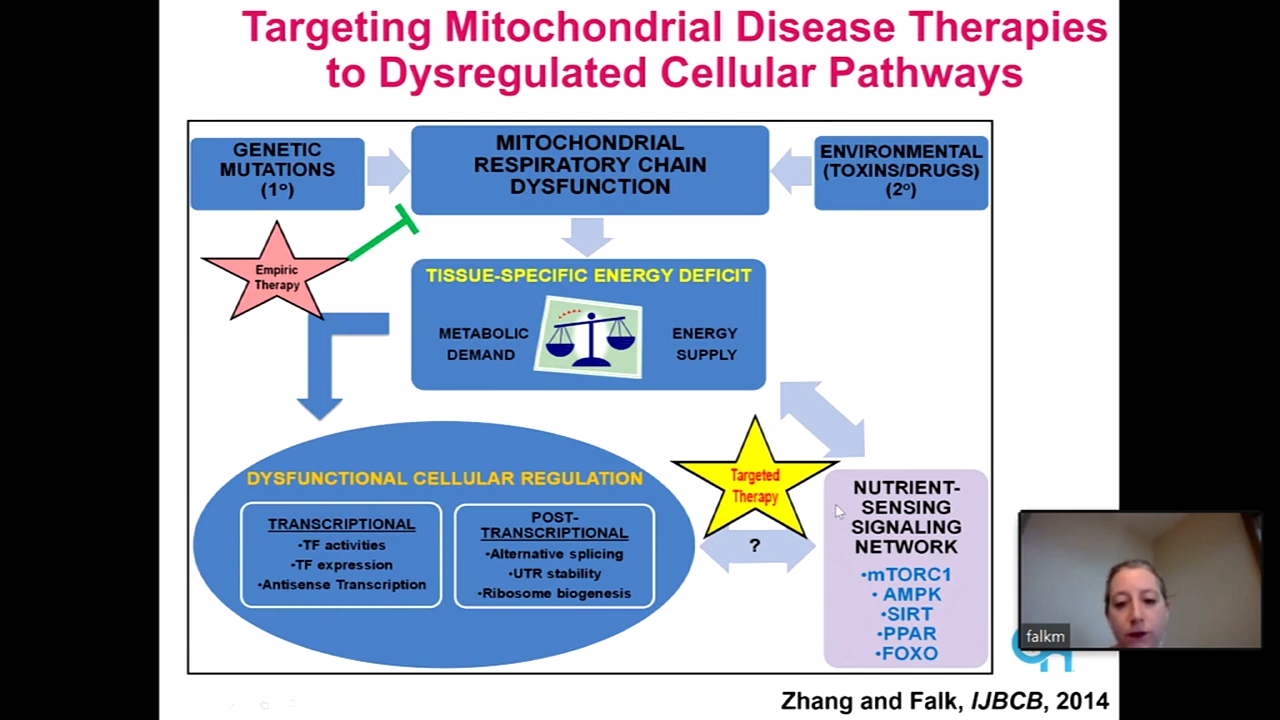 Targeting Mitochondrial Disease Therapies
to Dysregulated Cellular Pathways
GENETIC
MUTATIONS
(1º)
MITOCHONDRIAL
RESPIRATORY CHAIN
DYSFUNCTION
ENVIRONMENTAL
(TOXINS/DRUGS)
(2º)
Empiric
Therapy
TISSUE-SPECIFIC ENERGY DEFICIT
METABOLIC
DEMAND
ENERGY
SUPPLY
DYSFUNCTIONAL CELLULAR REGULATION
TRANSCRIPTIONAL
•TF activities
•TF expression
•Antisense Transcription
POST-
TRANSCRIPTIONAL
•Alternative splicing
•UTR stability
•Ribosome biogenesis
Targeted
Therapy
?
NUTRIENT-
SENSING
SIGNALING
NETWORK
•mTORC1
• AMPK
•SIRT
•PPAR
•FOXO
falkm
Zhang and Falk, IJBCB, 2014